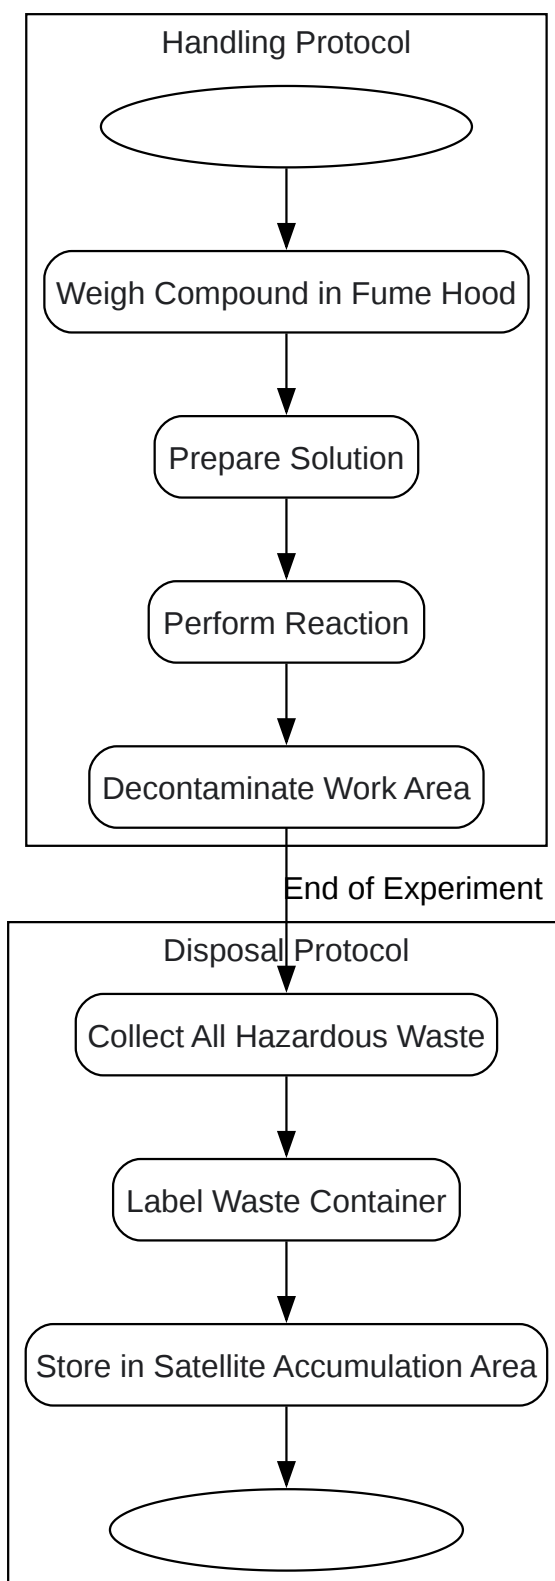 Handling Protocol
Weigh Compound in Fume Hood
Prepare Solution
Perform Reaction
Decontaminate Work Area
End of Experiment
Disposal Protocol
Collect All Hazardous Waste
Label Waste Container
Store in Satellite Accumulation Area